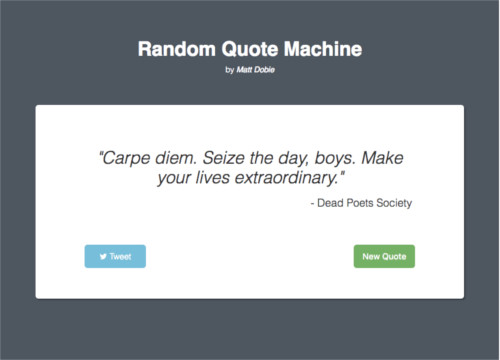 Random Quote Machine
by Matt Dobie
"Carpe diem. Seize the day, boys. Make
your lives extraordinary."
- Dead Poets Society
Tweet
New Quote